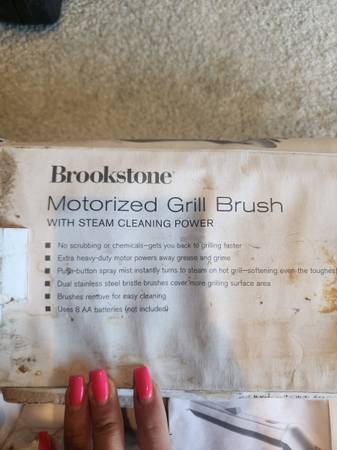 Brookstone
Motorized Grill Brush
WITH STEAM CLEANING POWER
No scrubbing or chemicals—gets you back to grilling faster
Extra heavy-duty motor powers away grease and grime
Push-button spray mist instantly turns to steam on hot grill—softening even the toughest
Dual stainless steel bristle brushes cover more grilling surface area
Brushes remove for easy cleaning
Uses 8 AA batteries (not included)